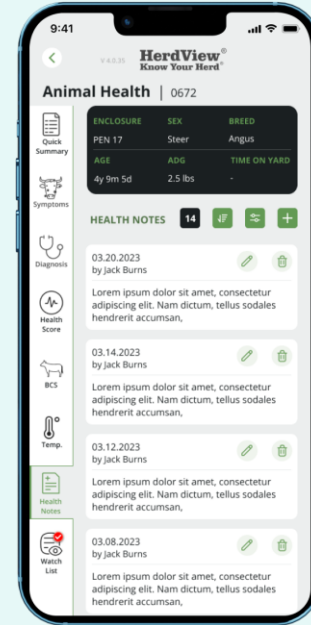 9:41
V 4.0.35
HerdView®
Know Your Herd®
Animal Health | 0672
ENCLOSURE SEX BREED
PEN 17 Steer Angus
AGE ADG TIME ON YARD
4y 9m 5d 2.5 lbs -
Quick
Summary
Symptoms
Diagnosis
Health
Score
BCS
Temp.
Health
Notes
Watch
List
HEALTH NOTES 14
03.20.2023
by Jack Burns
Lorem ipsum dolor sit amet, consectetur
adipiscing elit. Nam dictum, tellus sodales
hendrerit accumsan,
03.14.2023
by Jack Burns
Lorem ipsum dolor sit amet, consectetur
adipiscing elit. Nam dictum, tellus sodales
hendrerit accumsan,
03.12.2023
by Jack Burns
Lorem ipsum dolor sit amet, consectetur
adipiscing elit. Nam dictum, tellus sodales
hendrerit accumsan,
03.08.2023
by Jack Burns
Lorem ipsum dolor sit amet, consectetur
adipiscing elit. Nam dictum, tellus sodales
hendrerit accumsan,